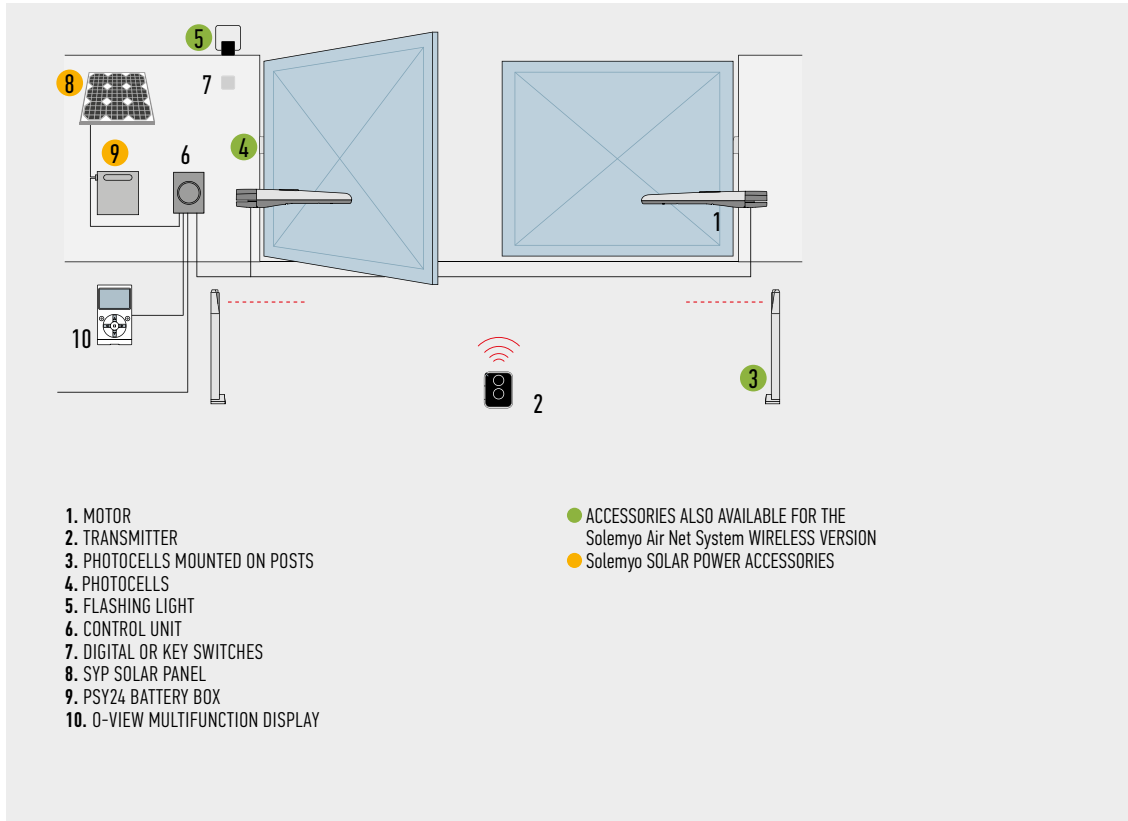 5
8
7
4
9
6
1
10
3
2
1. MOTOR
2. TRANSMITTER
3. PHOTOCELLS MOUNTED ON POSTS
4. PHOTOCELLS
5. FLASHING LIGHT
6. CONTROL UNIT
7. DIGITAL OR KEY SWITCHES
8. SYP SOLAR PANEL
9. PSY24 BATTERY BOX
10. O-VIEW MULTIFUNCTION DISPLAY
ACCESSORIES ALSO AVAILABLE FOR THE
Solemyo Air Net System WIRELESS VERSION
Solemyo SOLAR POWER ACCESSORIES